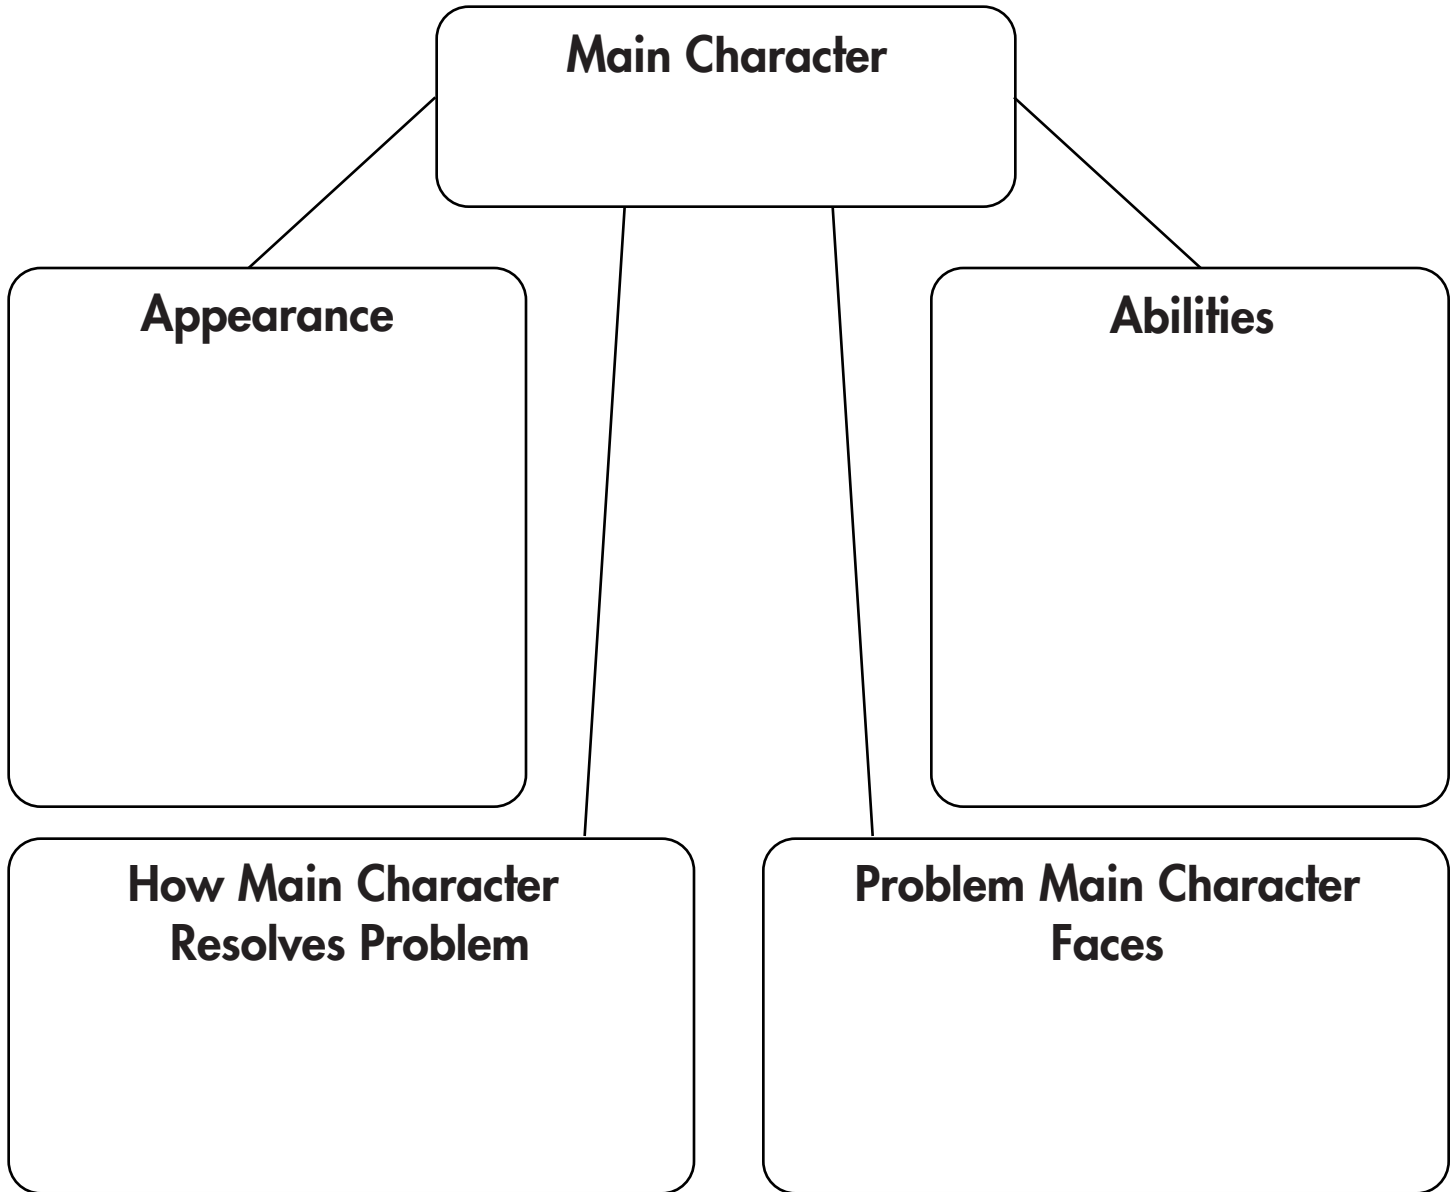 Main Character
Appearance
Abilities
How Main Character
Resolves Problem
Problem Main Character
Faces